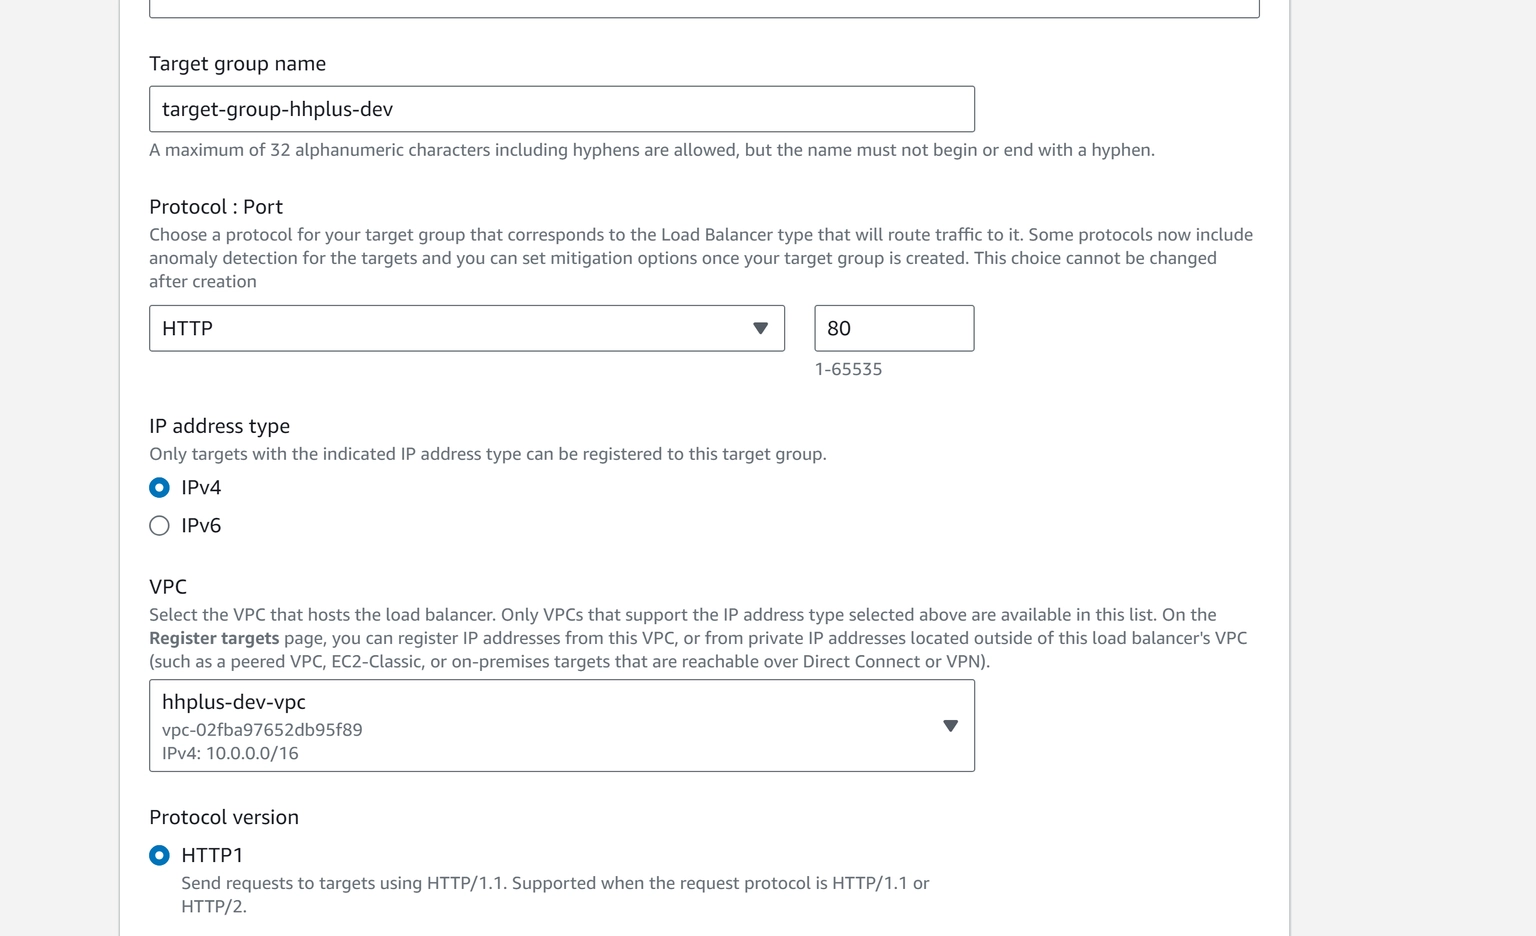 Target group name
target-group-hhplus-dev
A maximum of 32 alphanumeric characters including hyphens are allowed, but the name must not begin or end with a hyphen.
Protocol : Port
Choose a protocol for your target group that corresponds to the Load Balancer type that will route traffic to it. Some protocols now include
anomaly detection for the targets and you can set mitigation options once your target group is created. This choice cannot be changed
after creation
HTTP
80
1-65535
IP address type
Only targets with the indicated IP address type can be registered to this target group.
IPv4
IPv6
VPC
Select the VPC that hosts the load balancer. Only VPCs that support the IP address type selected above are available in this list. On the
Register targets page, you can register IP addresses from this VPC, or from private IP addresses located outside of this load balancer's VPC
(such as a peered VPC, EC2-Classic, or on-premises targets that are reachable over Direct Connect or VPN).
hhplus-dev-vpc
vpc-02fba97652db95f89
IPv4: 10.0.0.0/16
Protocol version
HTTP1
Send requests to targets using HTTP/1.1. Supported when the request protocol is HTTP/1.1 or
HTTP/2.